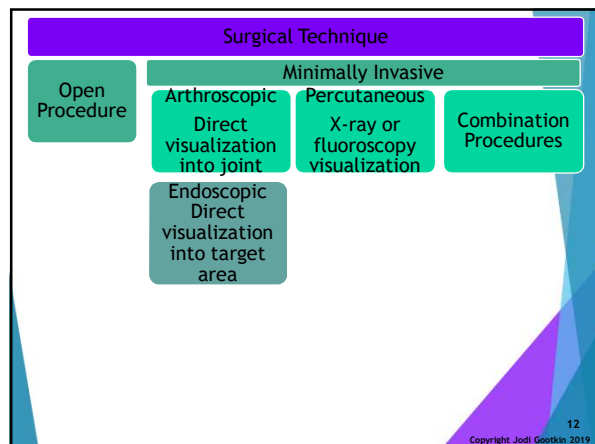 Surgical Technique
Open
Procedure
Minimally Invasive
Arthroscopic
Direct
visualization
into joint
Percutaneous
X-ray or
fluoroscopy
visualization
Combination
Procedures
Endoscopic
Direct
visualization
into target
area
12
Copyright Jodi Gootkin 2019